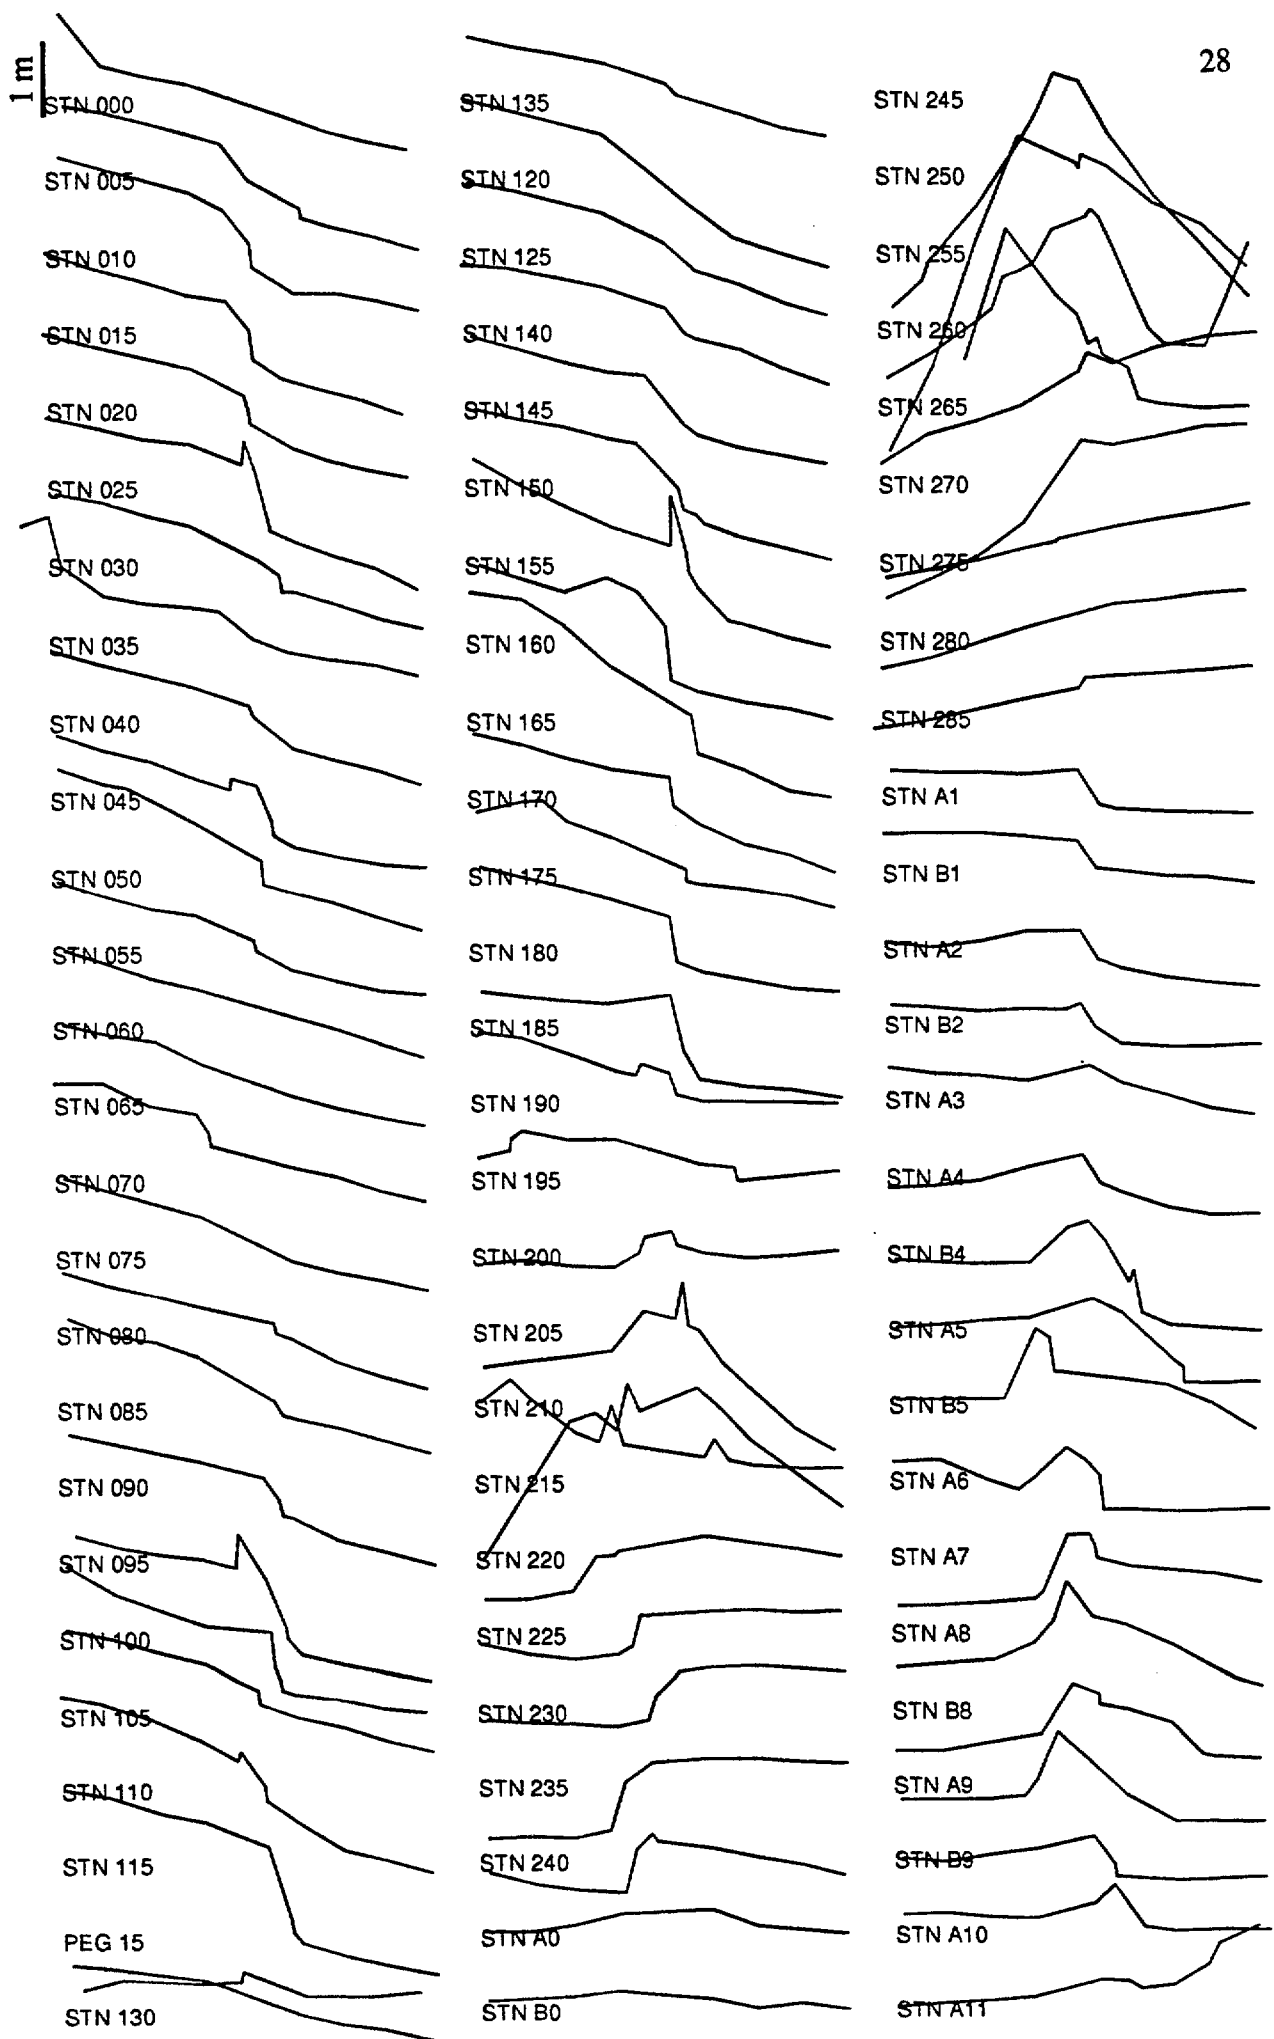 28
1 m
STN 000
STN 005
STN 010
STN 015
STN 020
STN 025
STN 030
STN 035
STN 040
STN 045
STN 050
STN 055
STN 060
STN 065
STN 070
STN 075
STN 080
STN 085
STN 090
STN 095
STN 100
STN 105
STN 110
STN 115
PEG 15
STN 130
STN 135
STN 120
STN 125
STN 140
STN 145
STN 150
STN 155
STN 160
STN 165
STN 170
STN 175
STN 180
STN 185
STN 190
STN 195
STN 200
STN 205
STN 210
STN 215
STN 220
STN 225
STN 230
STN 235
STN 240
STN A0
STN B0
STN 245
STN 250
STN 255
STN 260
STN 265
STN 270
STN 275
STN 280
STN 285
STN A1
STN B1
STN A2
STN B2
STN A3
STN A4
STN B4
STN A5
STN B5
STN A6
STN A7
STN A8
STN B8
STN A9
STN B9
STN A10
STN A11